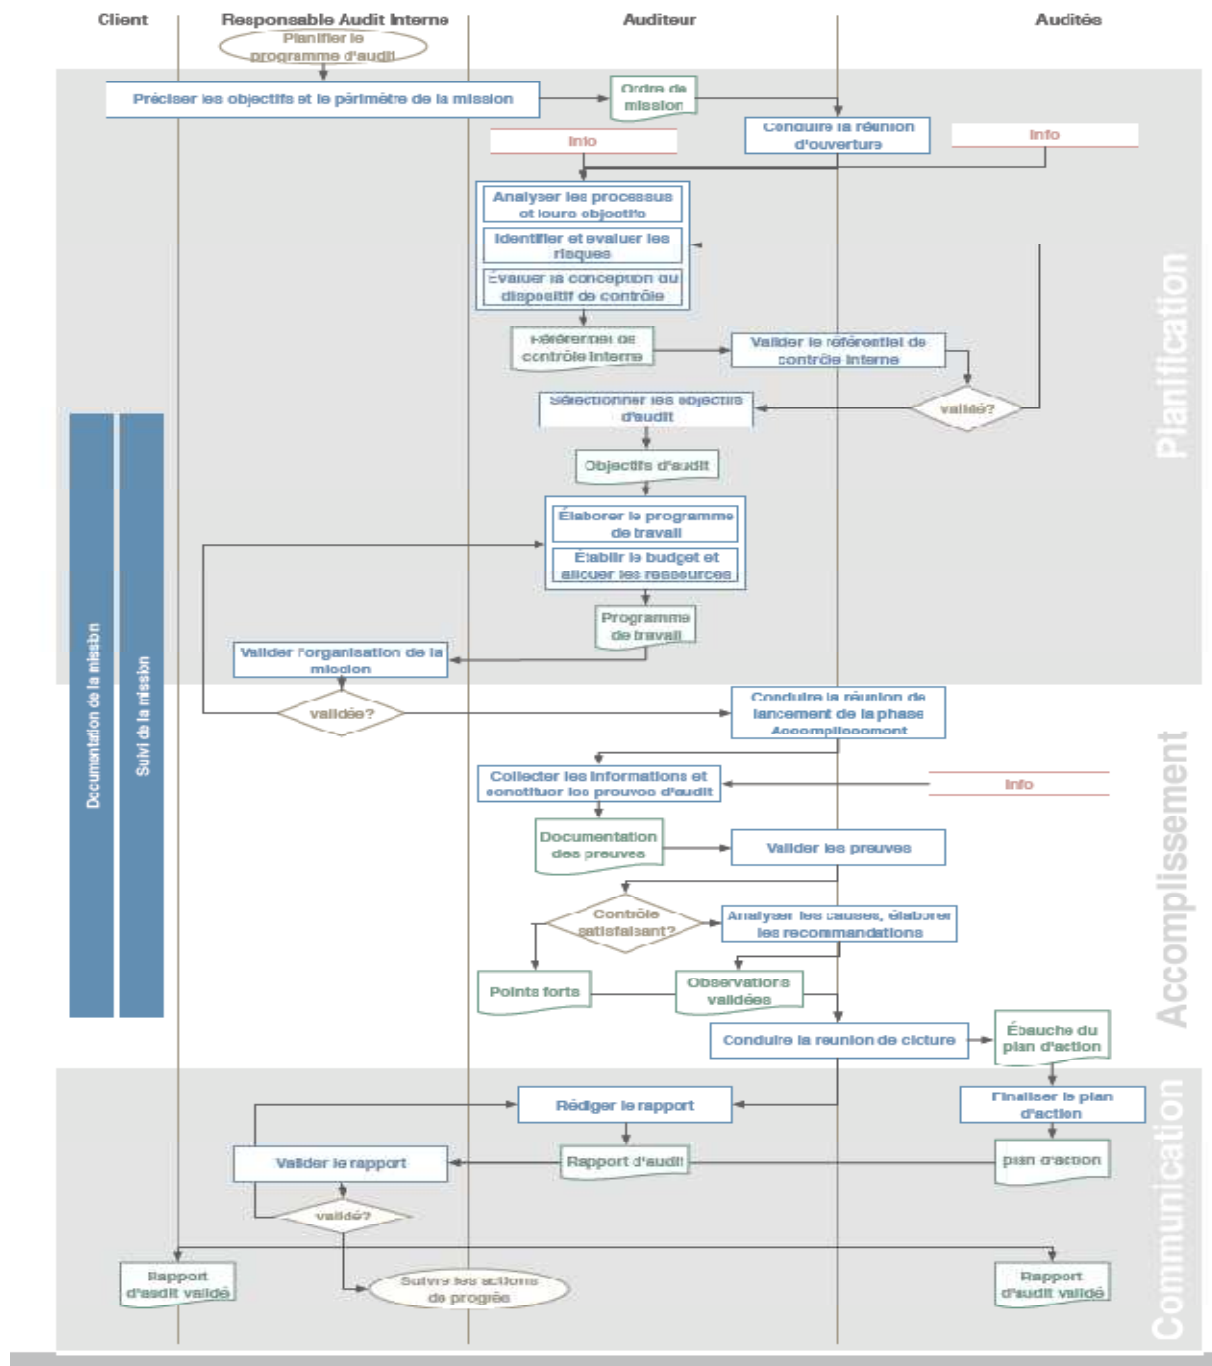 Client
Responsable Audit Interne
Auditeur
Audités
Planifier le
programme d'audit
Préciser les objectifs et le périmètre de la mission
Ordre de
mission
Conduire la réunion
d'ouverture
Info
Info
Analyser les processus
et leurs objectifs
Identifier et evaluer les
risques
Évaluer la conception du
dispositif de contrôle
Référentiel de
contrôle interne
Valider le référentiel de
contrôle interne
validé?
Sélectionner les objectifs
d'audit
Objectifs d'audit
Élaborer le programme
de travail
Établir le budget et
allouer les ressources
Programme
de travail
Valider l'organisation de la
mission
validée?
Planification
Documentation de la mission
Suivi de la mission
Conduire la réunion de
lancement de la phase
Accomplissement
Collecter les informations et
constituer les preuves d'audit
Info
Documentation
des preuves
Valider les preuves
Contrôle
satisfaisant?
Analyser les causes, élaborer
les recommandations
Points forts
Observations
validées
Conduire la reunion de cloture
Ébauche du
plan d'action
Accomplissement
Rédiger le rapport
Finaliser le plan
d'action
Valider le rapport
Rapport d'audit
plan d'action
validé?
Rapport
d'audit validé
Suivre les actions
de progrès
Rapport
d'audit validé
Communication